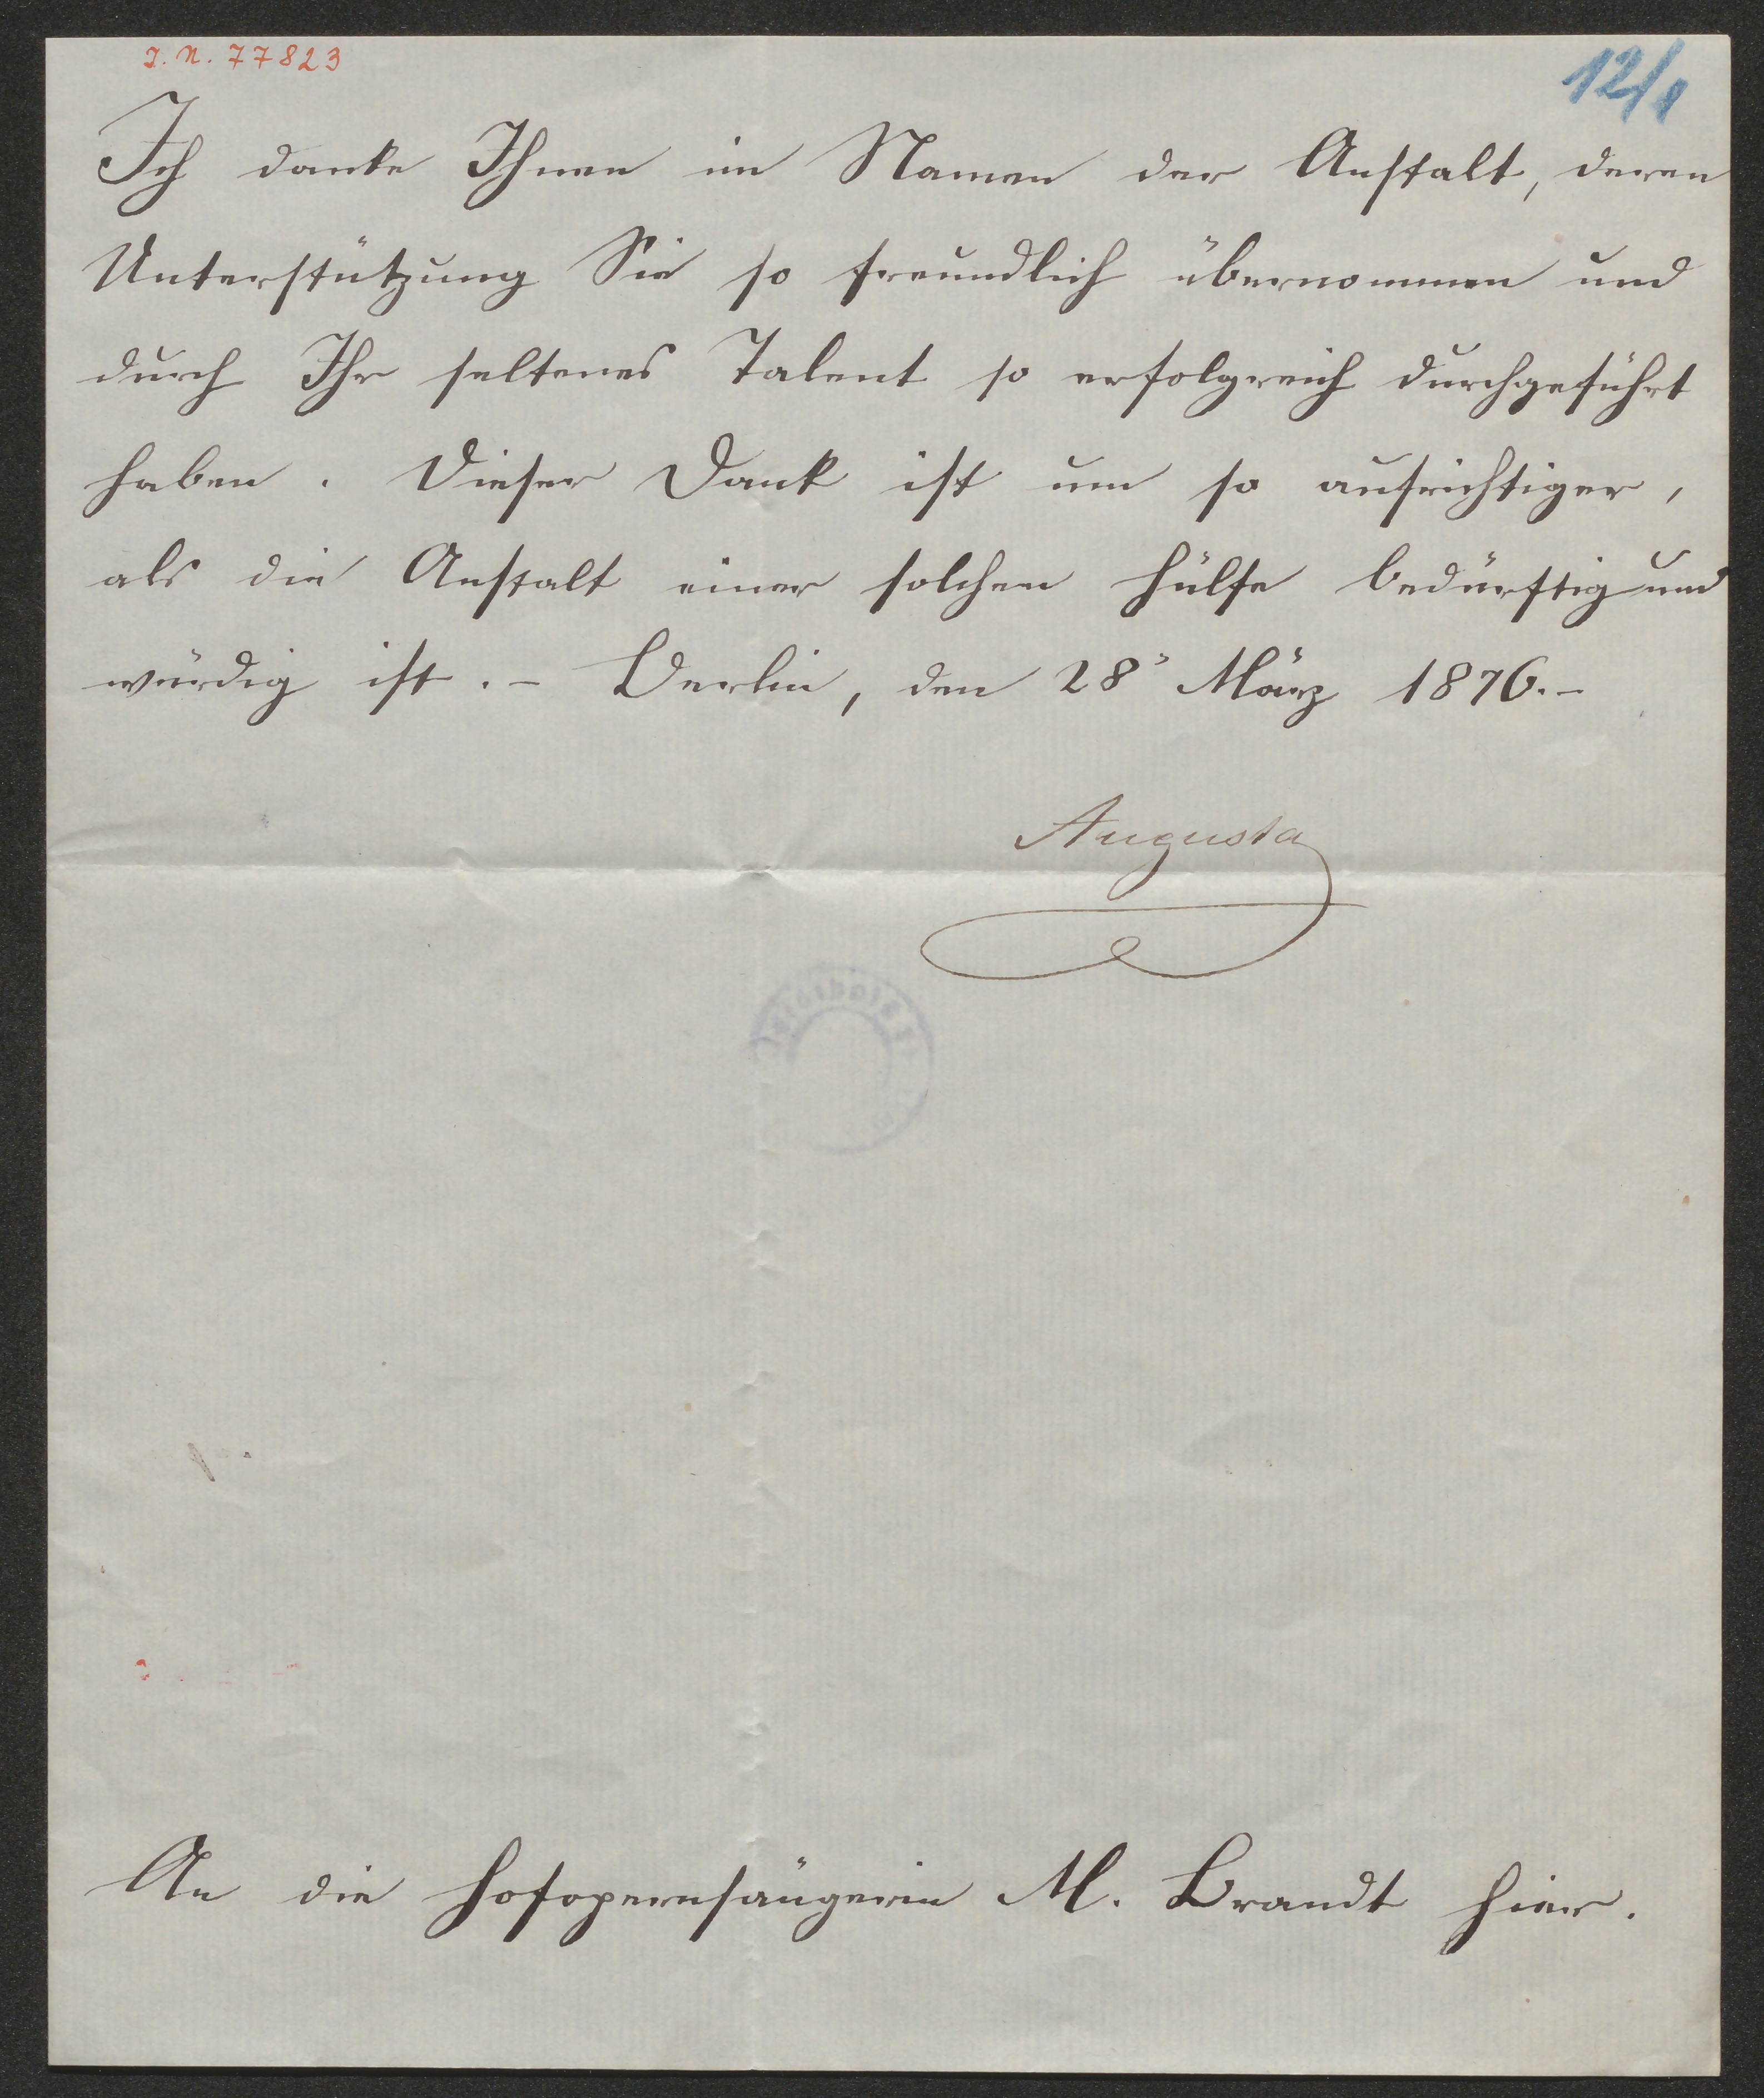 I. N. 77823
12/1
Ich danke Ihnen im Namen der Anstalt, deren
Unterstützung Sie so freundlich übernommen und
durch Ihr seltenes Talent so erfolgreich durchgeführt
haben. Dieser Dank ist um so aufrichtiger,
als die Anstalt einer solchen Hülfe bedürftig und
würdig ist. – Berlin, den 28" März 1876. –
Augusta
An die Hofopernsängerin M. Brandt hier.